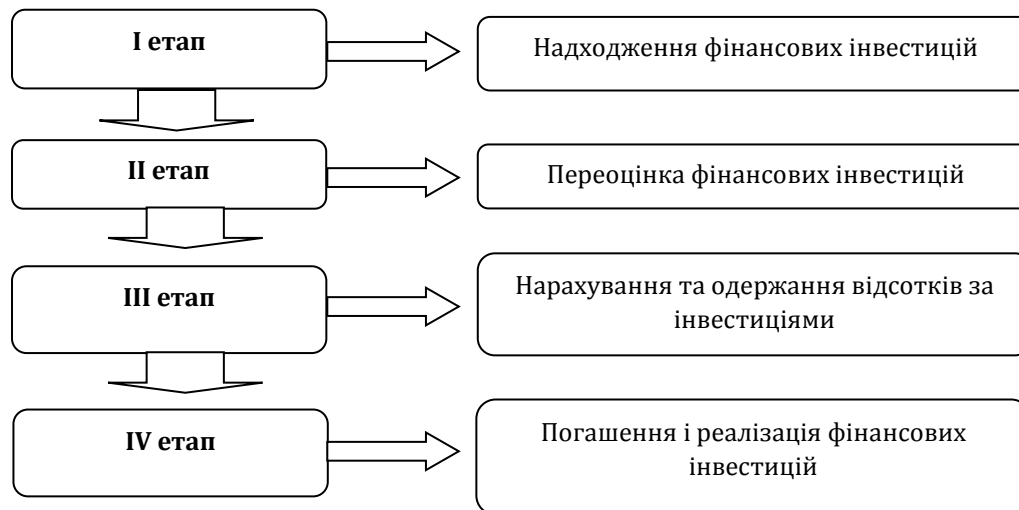 I етап
Надходження фінансових інвестицій
II етап
Переоцінка фінансових інвестицій
III етап
Нарахування та одержання відсотків за
інвестиціями
IV етап
Погашення і реалізація фінансових
інвестицій